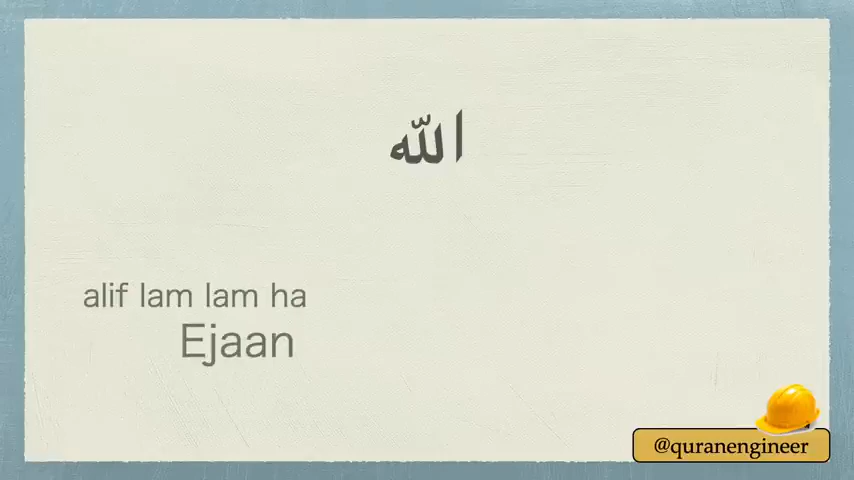 الله
alif lam lam ha
Ejaan
@quranengineer